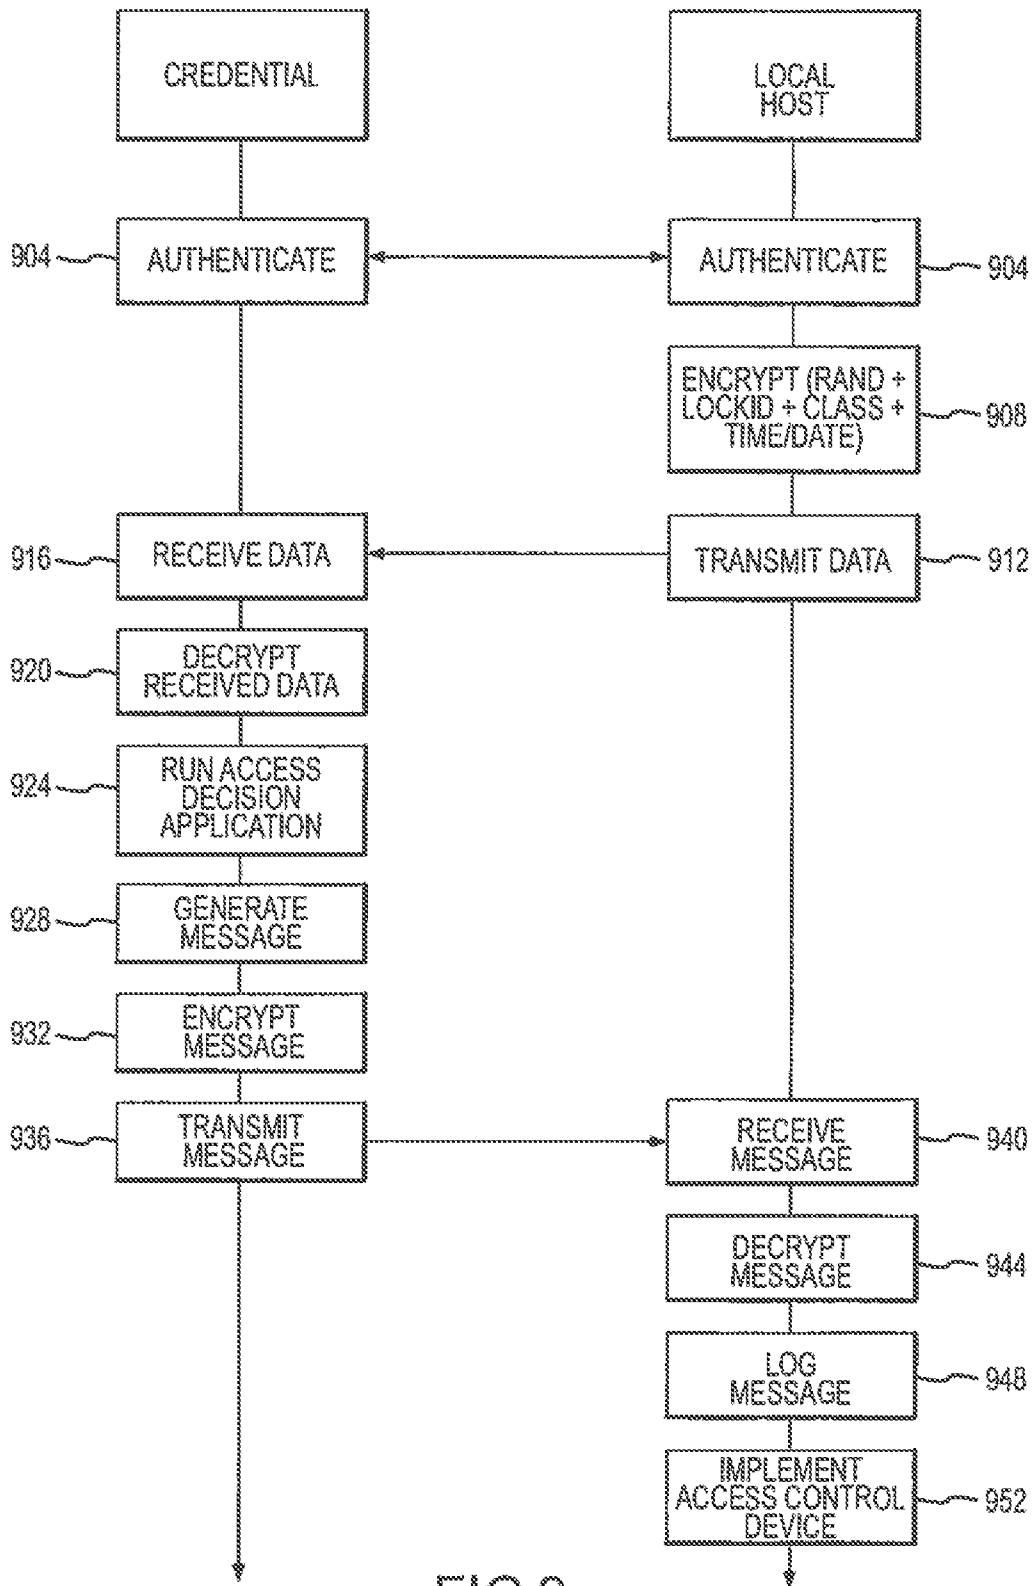 CREDENTIAL
LOCAL
HOST
904
AUTHENTICATE
AUTHENTICATE
904
ENCRYPT (RAND +
LOCKID + CLASS +
TIME/DATE)
908
916
RECEIVE DATA
TRANSMIT DATA
912
920
DECRYPT
RECEIVED DATA
924
RUN ACCESS
DECISION
APPLICATION
928
GENERATE
MESSAGE
932
ENCRYPT
MESSAGE
936
TRANSMIT
MESSAGE
RECEIVE
MESSAGE
940
DECRYPT
MESSAGE
944
LOG
MESSAGE
948
IMPLEMENT
ACCESS CONTROL
DEVICE
952